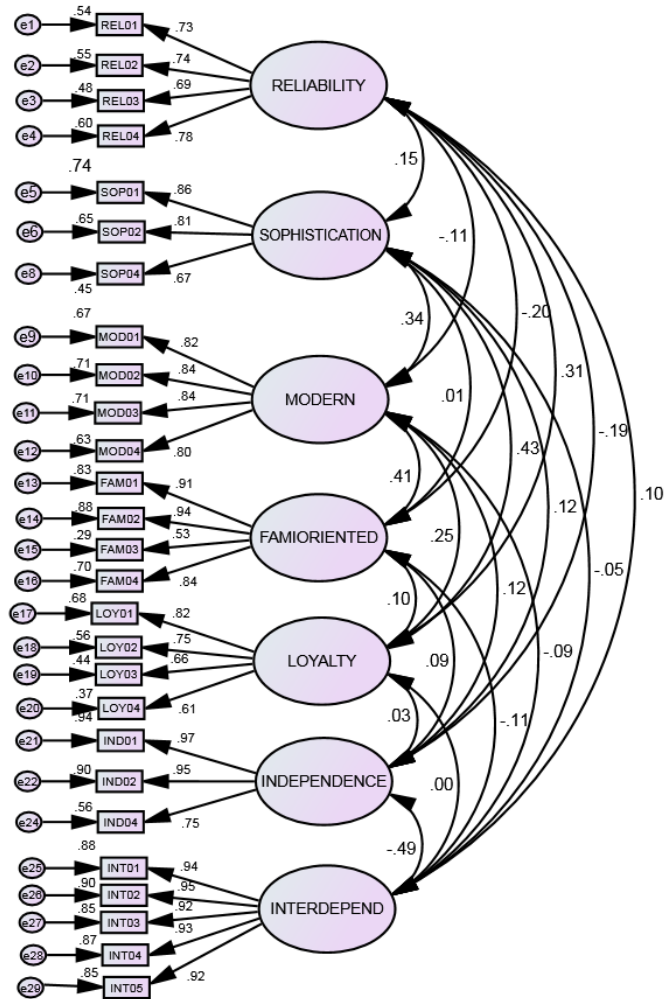 .54
e1 REL01 .73
.55
e2 REL02 .74
.48
e3 REL03 .69
.60
e4 REL04 .78
RELIABILITY
.74
e5 SOP01 .86
.65
e6 SOP02 .81
e8 SOP04 .67
.45
SOPHISTICATION
.67
e9 MOD01 .82
.71
e10 MOD02 .84
.71
e11 MOD03 .84
.63
e12 MOD04 .80
MODERN
.83
e13 FAM01 .91
.88
e14 FAM02 .94
.29
e15 FAM03 .53
.70
e16 FAM04 .84
FAMIORIENTED
.68
e17 LOY01 .82
.56
e18 LOY02 .75
.44
e19 LOY03 .66
.37
e20 LOY04 .61
LOYALTY
.94
e21 IND01 .97
.90
e22 IND02 .95
.56
e24 IND04 .75
INDEPENDENCE
.88
e25 INT01 .94
.90
e26 INT02 .95
.85
e27 INT03 .92
.87
e28 INT04 .93
.85
e29 INT05 .92
INTERDEPEND
.15
-.11
-.20
.31
-.19
.10
.34
.01
.43
.12
-.05
.41
.25
.12
-.09
.10
.09
-.11
.03
.00
-.49